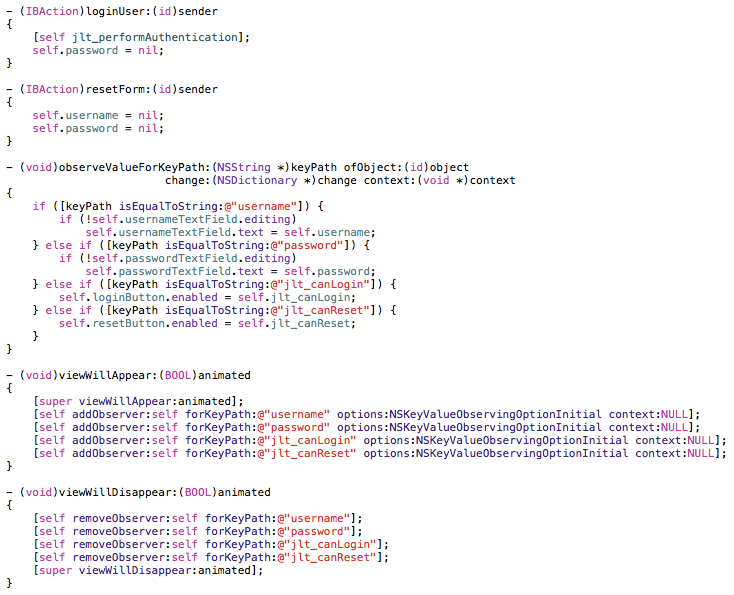 - (IBAction)loginUser:(id)sender
{
    [self jlt_performAuthentication];
    self.password = nil;
}

- (IBAction)resetForm:(id)sender
{
    self.username = nil;
    self.password = nil;
}

- (void)observeValueForKeyPath:(NSString *)keyPath ofObject:(id)object
                        change:(NSDictionary *)change context:(void *)context
{
    if ([keyPath isEqualToString:@"username"]) {
        if (!self.usernameTextField.editing)
            self.usernameTextField.text = self.username;
    } else if ([keyPath isEqualToString:@"password"]) {
        if (!self.passwordTextField.editing)
            self.passwordTextField.text = self.password;
    } else if ([keyPath isEqualToString:@"jlt_canLogin"]) {
        self.loginButton.enabled = self.jlt_canLogin;
    } else if ([keyPath isEqualToString:@"jlt_canReset"]) {
        self.resetButton.enabled = self.jlt_canReset;
    }
}

- (void)viewWillAppear:(BOOL)animated
{
    [super viewWillAppear:animated];
    [self addObserver:self forKeyPath:@"username" options:NSKeyValueObservingOptionInitial context:NULL];
    [self addObserver:self forKeyPath:@"password" options:NSKeyValueObservingOptionInitial context:NULL];
    [self addObserver:self forKeyPath:@"jlt_canLogin" options:NSKeyValueObservingOptionInitial context:NULL];
    [self addObserver:self forKeyPath:@"jlt_canReset" options:NSKeyValueObservingOptionInitial context:NULL];
}

- (void)viewWillDisappear:(BOOL)animated
{
    [self removeObserver:self forKeyPath:@"username"];
    [self removeObserver:self forKeyPath:@"password"];
    [self removeObserver:self forKeyPath:@"jlt_canLogin"];
    [self removeObserver:self forKeyPath:@"jlt_canReset"];
    [super viewWillDisappear:animated];
}